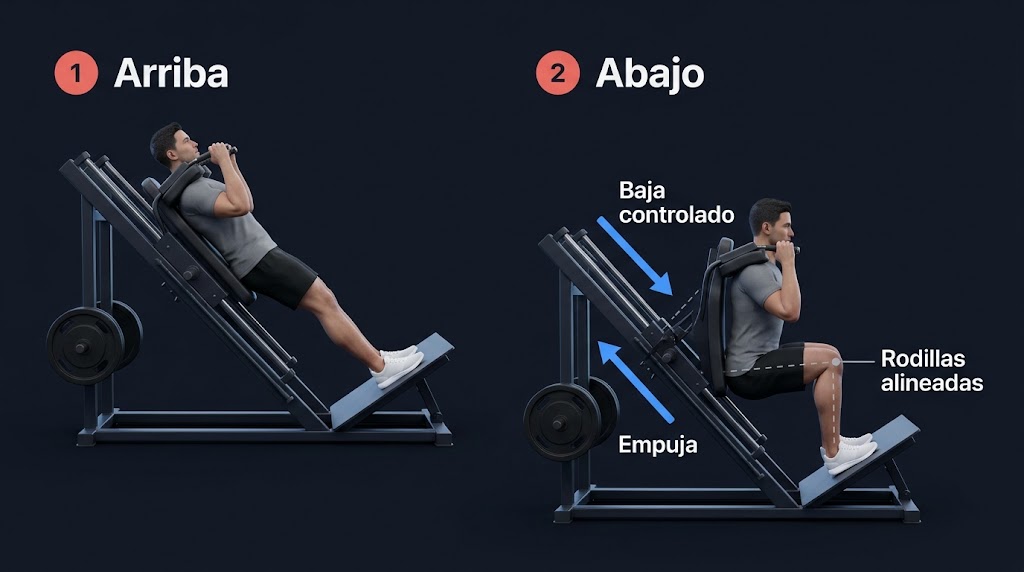 1 Arriba
2 Abajo
Baja
controlado
Empuja
Rodillas
alineadas